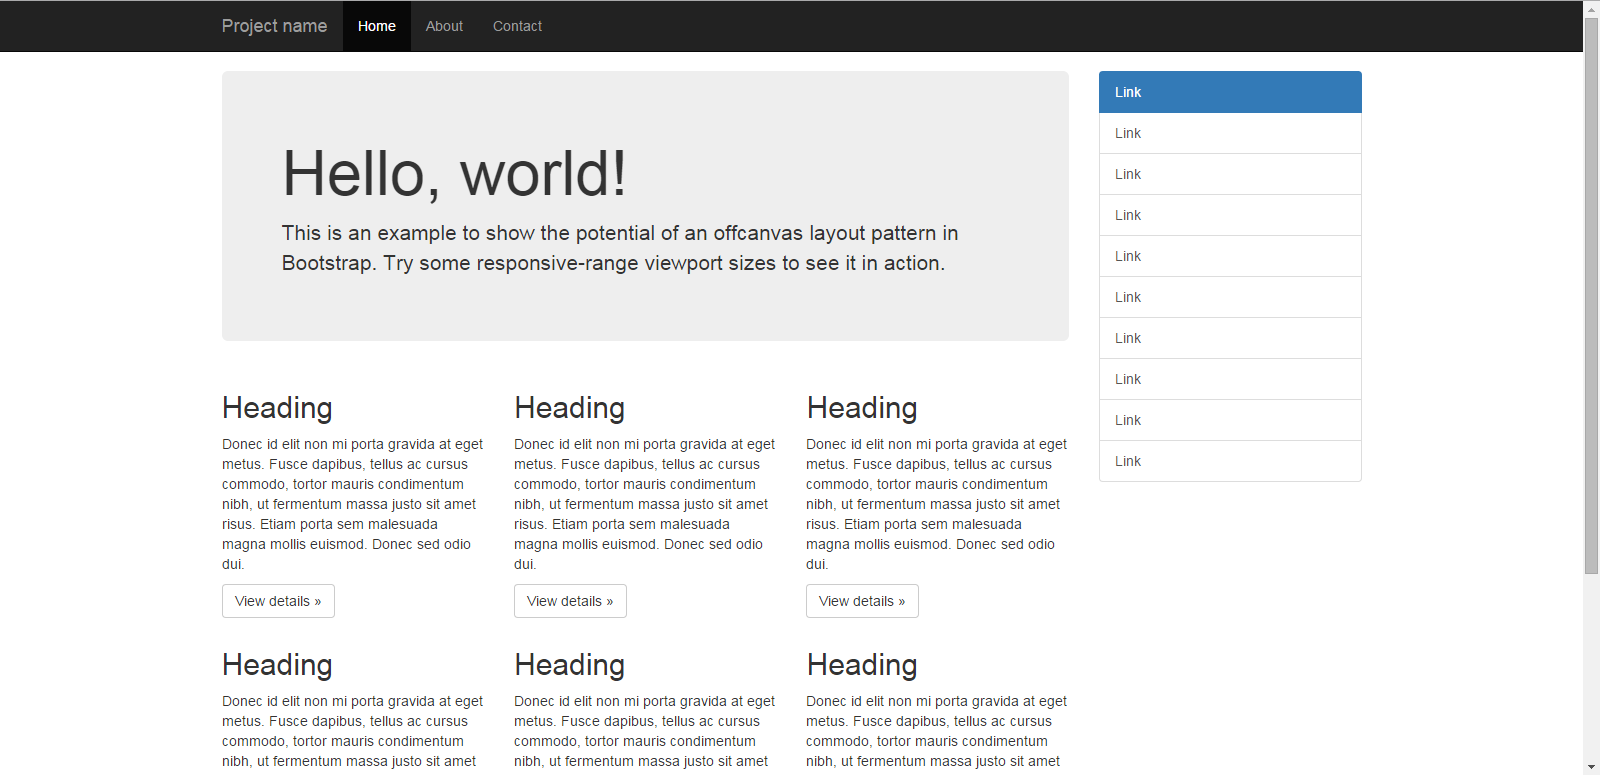 Project name Home About Contact
Hello, world!
This is an example to show the potential of an offcanvas layout pattern in
Bootstrap. Try some responsive-range viewport sizes to see it in action.
Link
Link
Link
Link
Link
Link
Link
Link
Link
Link
Heading
Donec id elit non mi porta gravida at eget
metus. Fusce dapibus, tellus ac cursus
commodo, tortor mauris condimentum
nibh, ut fermentum massa justo sit amet
risus. Etiam porta sem malesuada
magna mollis euismod. Donec sed odio
dui.
View details »
Heading
Donec id elit non mi porta gravida at eget
metus. Fusce dapibus, tellus ac cursus
commodo, tortor mauris condimentum
nibh, ut fermentum massa justo sit amet
risus. Etiam porta sem malesuada
magna mollis euismod. Donec sed odio
dui.
View details »
Heading
Donec id elit non mi porta gravida at eget
metus. Fusce dapibus, tellus ac cursus
commodo, tortor mauris condimentum
nibh, ut fermentum massa justo sit amet
risus. Etiam porta sem malesuada
magna mollis euismod. Donec sed odio
dui.
View details »
Heading
Donec id elit non mi porta gravida at eget
metus. Fusce dapibus, tellus ac cursus
commodo, tortor mauris condimentum
nibh, ut fermentum massa justo sit amet
Heading
Donec id elit non mi porta gravida at eget
metus. Fusce dapibus, tellus ac cursus
commodo, tortor mauris condimentum
nibh, ut fermentum massa justo sit amet
Heading
Donec id elit non mi porta gravida at eget
metus. Fusce dapibus, tellus ac cursus
commodo, tortor mauris condimentum
nibh, ut fermentum massa justo sit amet